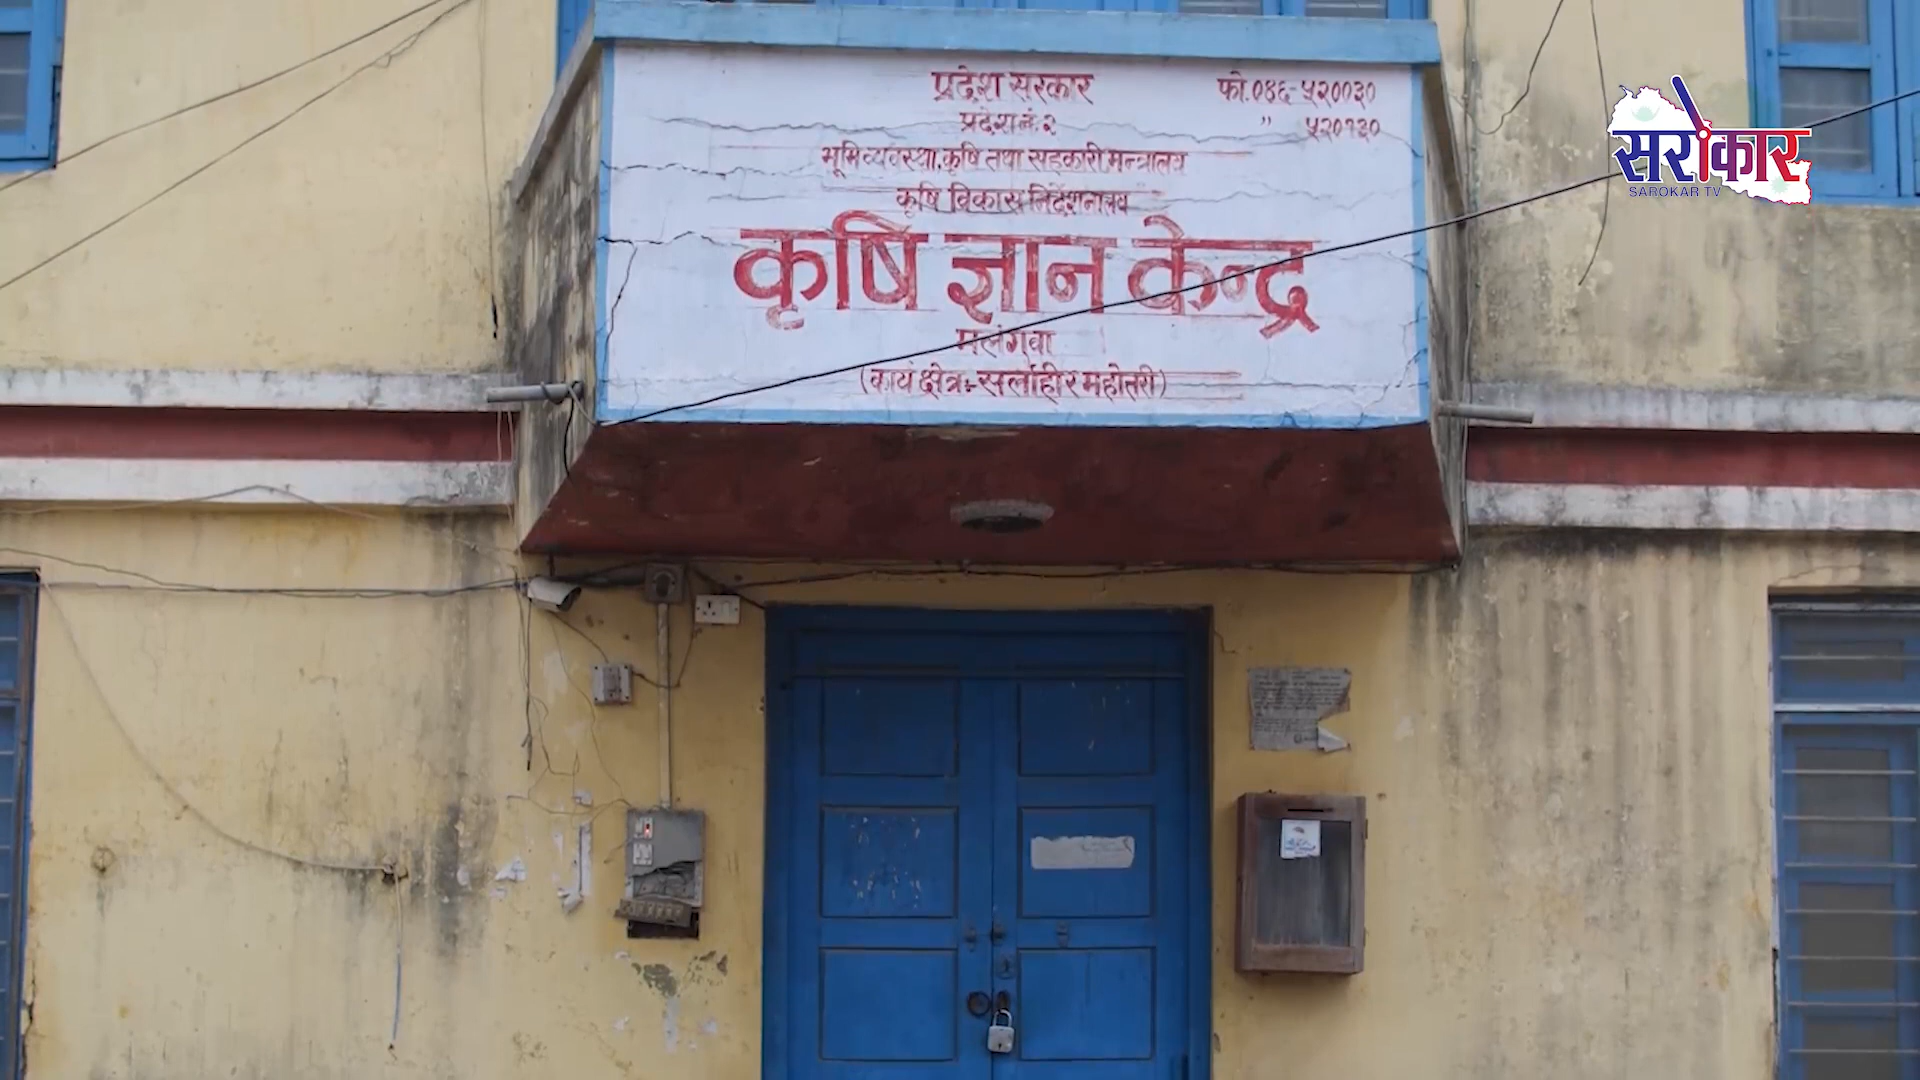 प्रदेश सरकार
फो.०४६-५२००३०
प्रदेश नं. २
" ५२०१३०
भूमि व्यवस्था, कृषि तथा सहकारी मन्त्रालय
कृषि विकास निर्देशनालय
कृषि ज्ञान केन्द्र
मलंगवा
(कार्य क्षेत्रः- सर्लाही र महोतरी)
सरोकार
SAROKAR TV